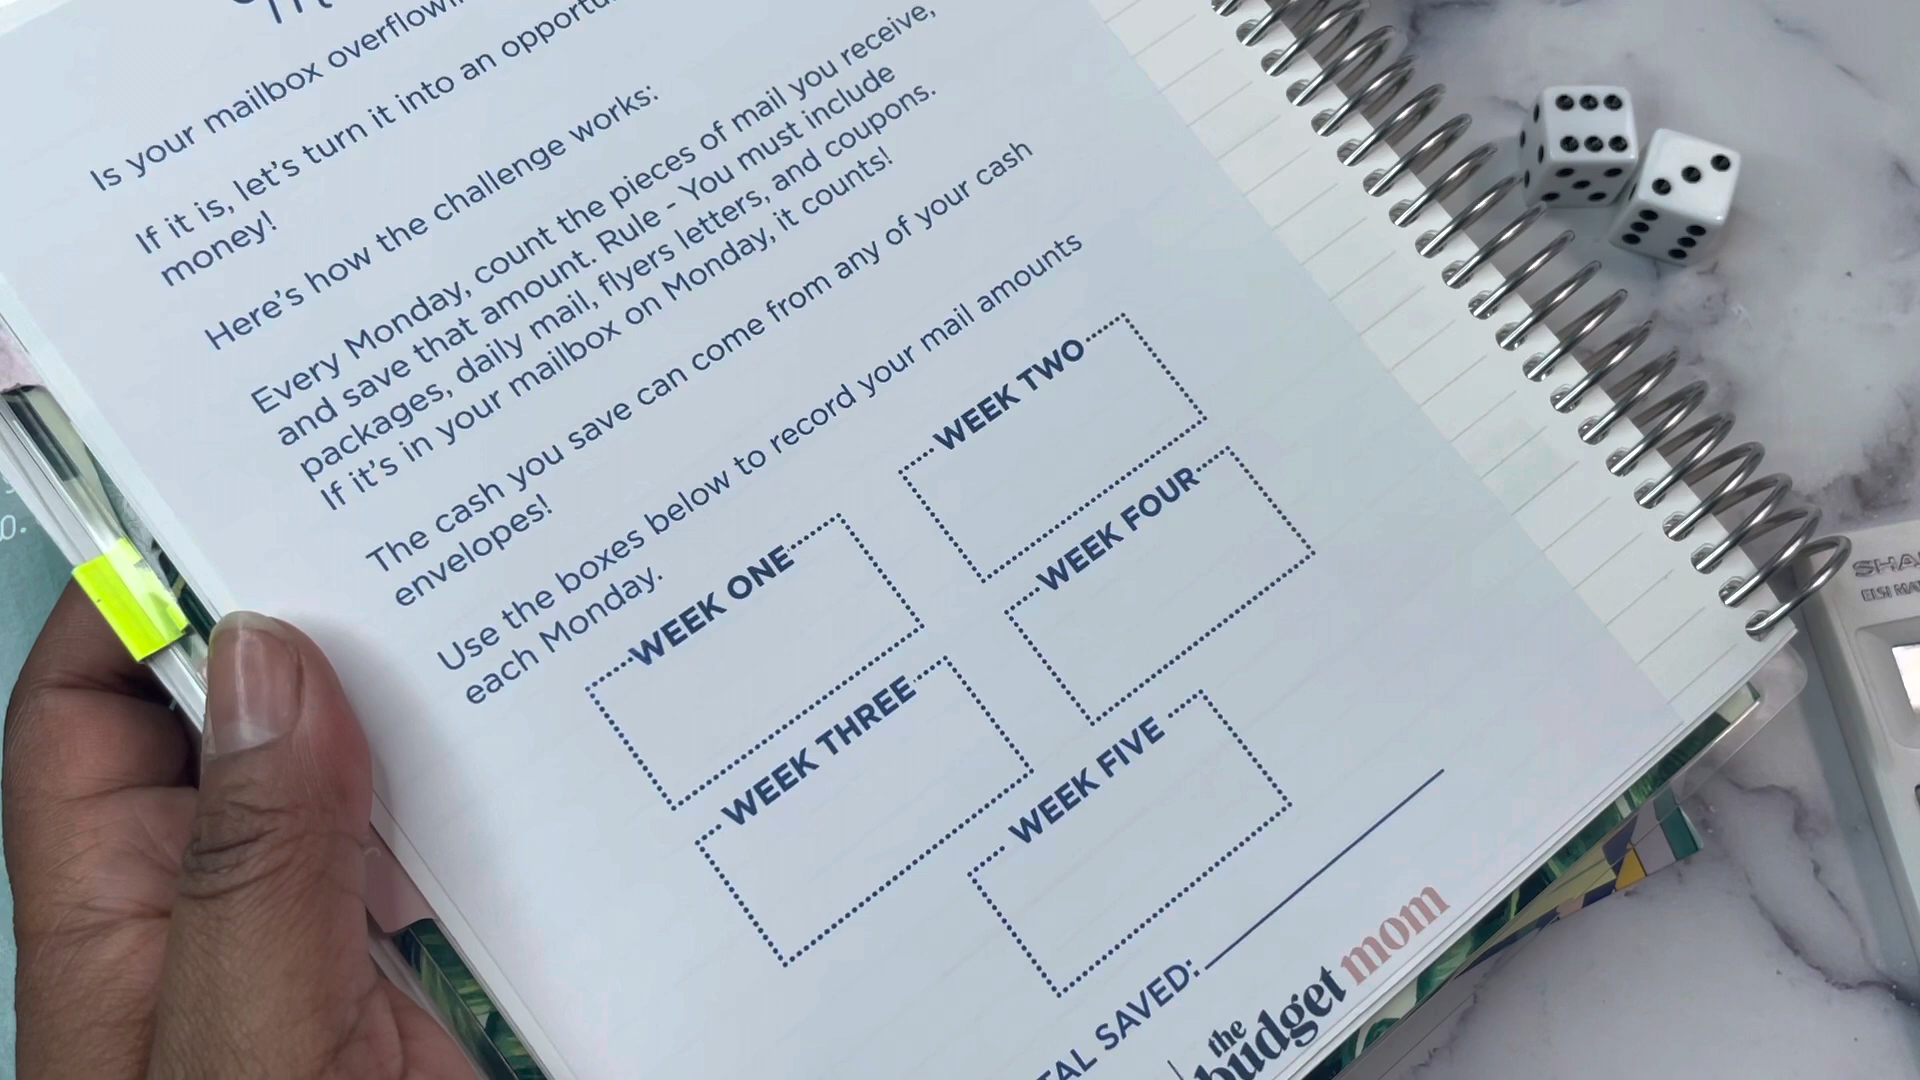 Is your mailbox
If it is, let's turn it into an
money!
Here's how the challenge works:
Every Monday, count the pieces of mail you receive,
and save that amount. Rule - You must include
packages, daily mail, flyers letters, and coupons.
If it's in your mailbox on Monday, it counts!
The cash you save can come from any of your cash
envelopes!
Use the boxes below to record your mail amounts
each Monday.
WEEK ONE
WEEK TWO
WEEK THREE
WEEK FOUR
WEEK FIVE
SAVED:
the
budget mom